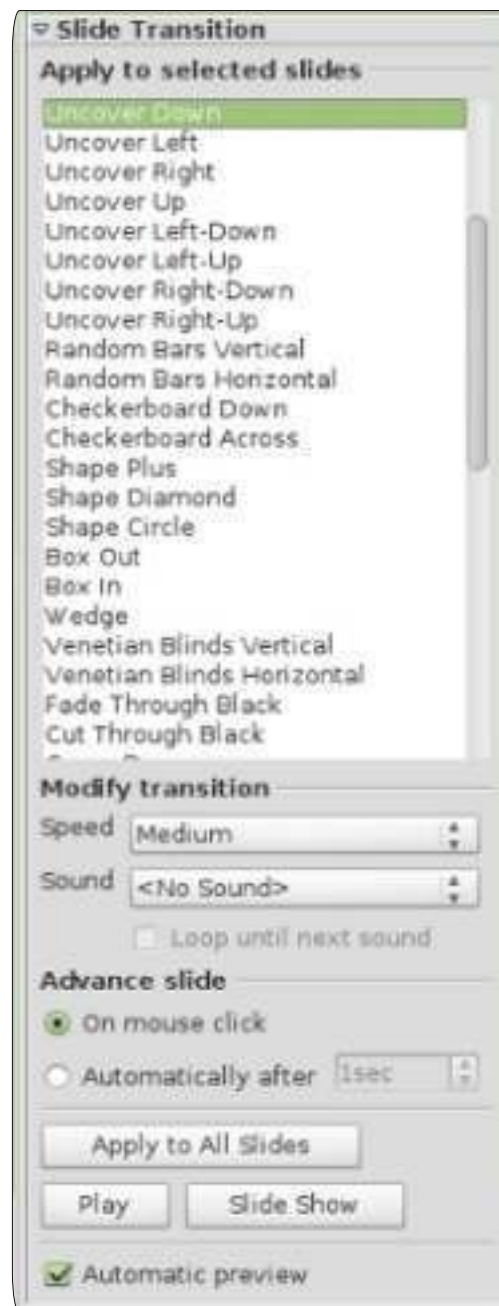 Slide Transition
Apply to selected slides
Uncover Down
Uncover Left
Uncover Right
Uncover Up
Uncover Left-Down
Uncover Left-Up
Uncover Right-Down
Uncover Right-Up
Random Bars Vertical
Random Bars Horizontal
Checkerboard Down
Checkerboard Across
Shape Plus
Shape Diamond
Shape Circle
Box Out
Box In
Wedge
Venetian Blinds Vertical
Venetian Blinds Horizontal
Fade Through Black
Cut Through Black
Modify transition
Speed Medium
Sound <No Sound>
Loop until next sound
Advance slide
On mouse click
Automatically after 1sec
Apply to All Slides
Play Slide Show
Automatic preview